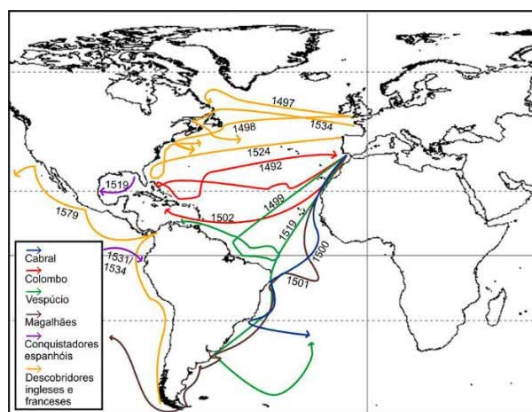 1497
1498
1534
1524
1492
1519
1499
1502
1519
1579
1500
1501
1531/
1534
Cabral
Colombo
Vespúcio
Magalhães
Conquistadores
espanhóis
Descobridores
ingleses e
franceses